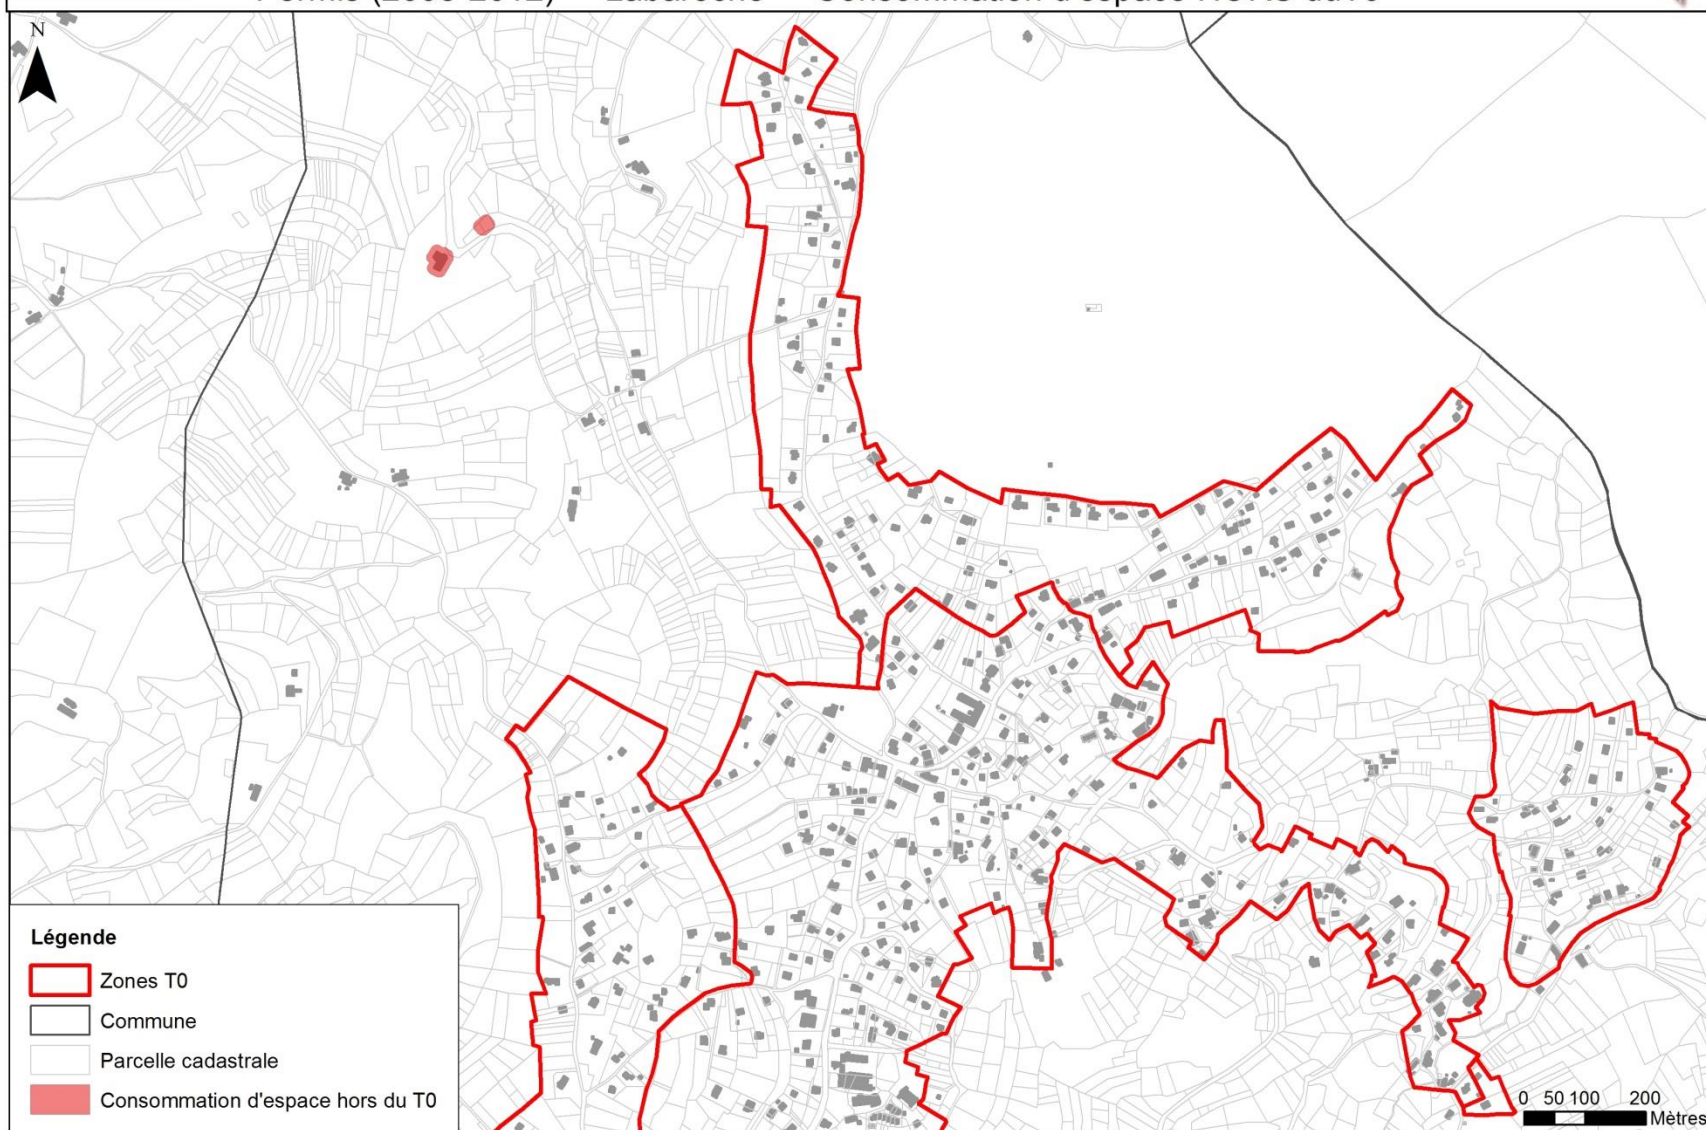 N
Légende
Zones T0
Commune
Parcelle cadastrale
Consommation d'espace hors du T0
0 50 100 200
Mètres